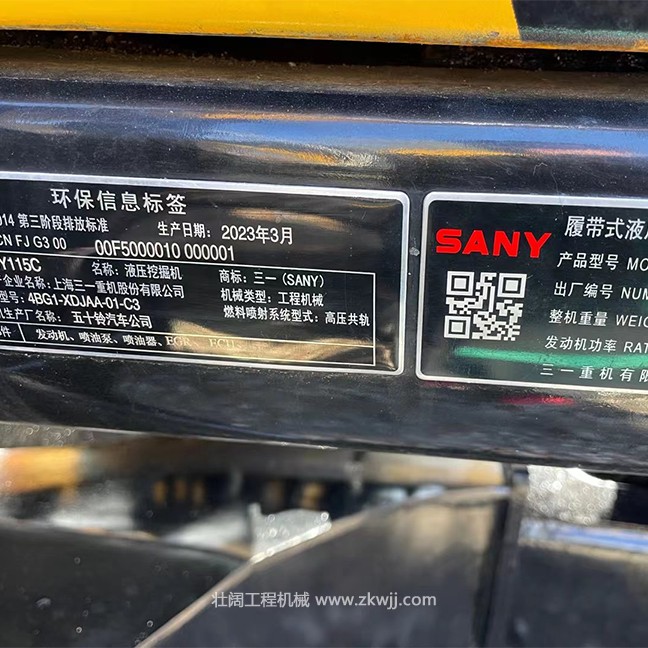 环保信息标签
014 第三阶段排放标准
生产日期: 2023年3月
CN FJ G3 00 00F5000010 000001
Y115C
名称: 液压挖掘机
商标: 三一 (SANY)
企业名称: 上海三一重机股份有限公司
机械类型: 工程机械
型号: 4BG1-XDJAA-01-C3
燃料喷射系统型式: 高压共轨
机生产厂名称: 五十铃汽车公司
件 发动机、喷油泵、喷油器、EGR、ECU
SANY
履带式液
产品型号 MO
出厂编号 NUM
整机重量 WEIG
发动机功率 RAT
三一重机有
壮阔工程机械 www.zkwjj.com